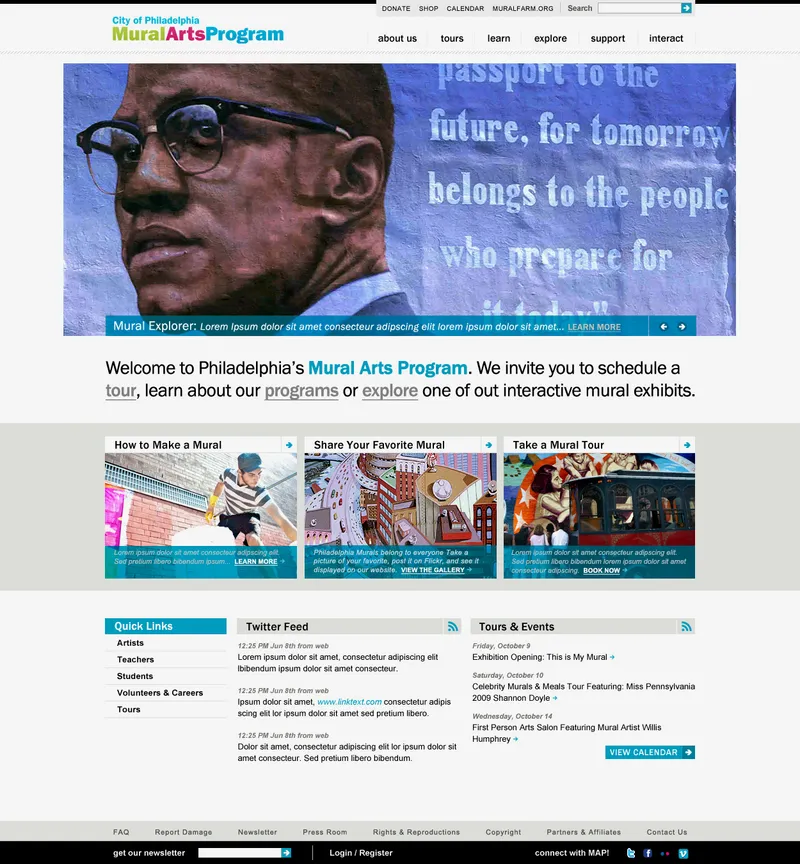 DONATE SHOP CALENDAR MURALFARM.ORG Search
City of Philadelphia
MuralArtsProgram
about us tours learn explore support interact
passport to the
future, for tomorrow
belongs to the people
who prepare for
it today"
Mural Explorer: Lorem Ipsum dolor sit amet consecteur adipscing elit lorem ipsum dolor sit amet... LEARN MORE
Welcome to Philadelphia's Mural Arts Program. We invite you to schedule a
tour, learn about our programs or explore one of out interactive mural exhibits.
How to Make a Mural
Lorem ipsum dolor sit amet consecteur adipscing elit.
Sed pretium libero bibendum ipsum... LEARN MORE
Share Your Favorite Mural
Philadelphia Murals belong to everyone Take a
picture of your favorite, post it on Flickr, and see it
displayed on our website. VIEW THE GALLERY
Take a Mural Tour
Lorem ipsum dolor sit amet consecteur adipscing elit.
Sed pretium libero bibendum lorem ipsum dolor sit amet
consecteur adipscing. BOOK NOW
Quick Links
Artists
Teachers
Students
Volunteers & Careers
Tours
Twitter Feed
12:25 PM Jun 8th from web
Lorem ipsum dolor sit amet, consectetur adipiscing elit
lbibendum ipsum dolor sit amet consecteur.
12:25 PM Jun 8th from web
Ipsum dolor sit amet, www.linktext.com consectetur adipis
scing elit lor ipsum dolor sit amet sed pretium libero.
12:25 PM Jun 8th from web
Dolor sit amet, consectetur adipiscing elit lor ipsum dolor sit
amet consecteur. Sed pretium libero bibendum.
Tours & Events
Friday, October 9
Exhibition Opening: This is My Mural
Saturday, October 10
Celebrity Murals & Meals Tour Featuring: Miss Pennsylvania
2009 Shannon Doyle
Wednesday, October 14
First Person Arts Salon Featuring Mural Artist Willis
Humphrey
VIEW CALENDAR
FAQ Report Damage Newsletter Press Room Rights & Reproductions Copyright Partners & Affiliates Contact Us
get our newsletter Login / Register connect with MAP!